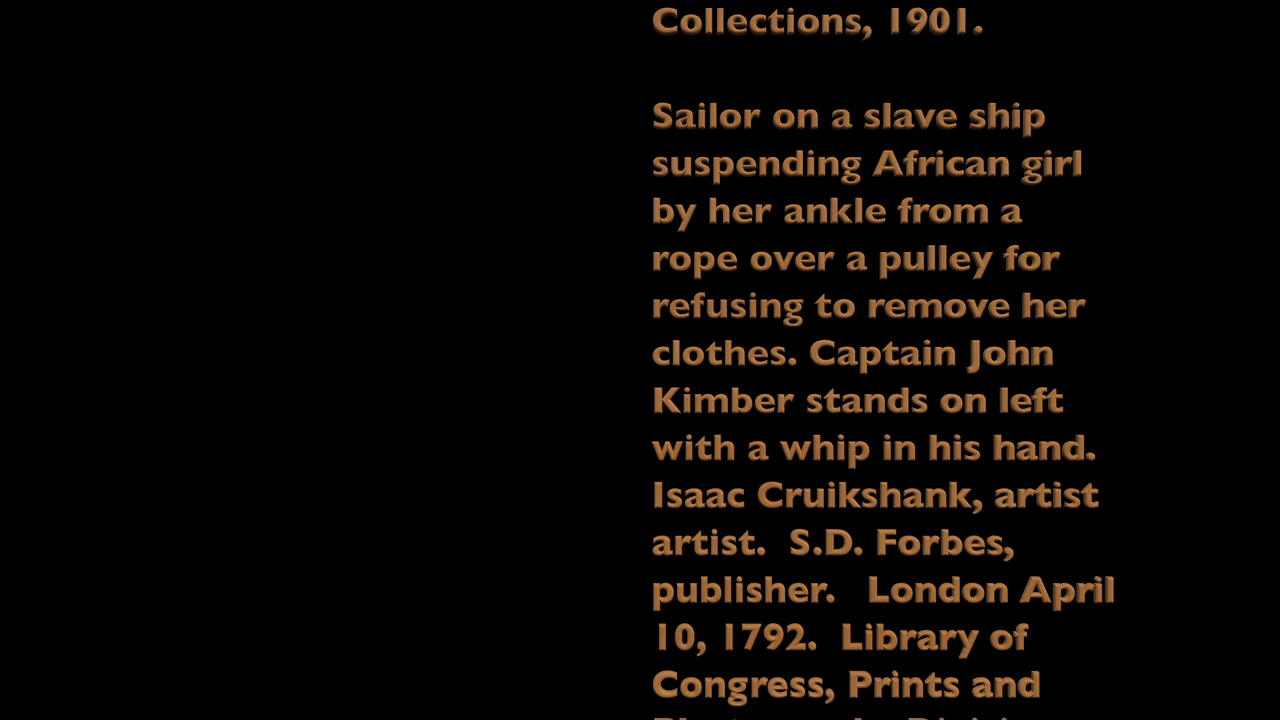 Collections, 1901.
Sailor on a slave ship
suspending African girl
by her ankle from a
rope over a pulley for
refusing to remove her
clothes. Captain John
Kimber stands on left
with a whip in his hand.
Isaac Cruikshank, artist
artist.  S.D. Forbes,
publisher.   London April
10, 1792.  Library of
Congress, Prints and